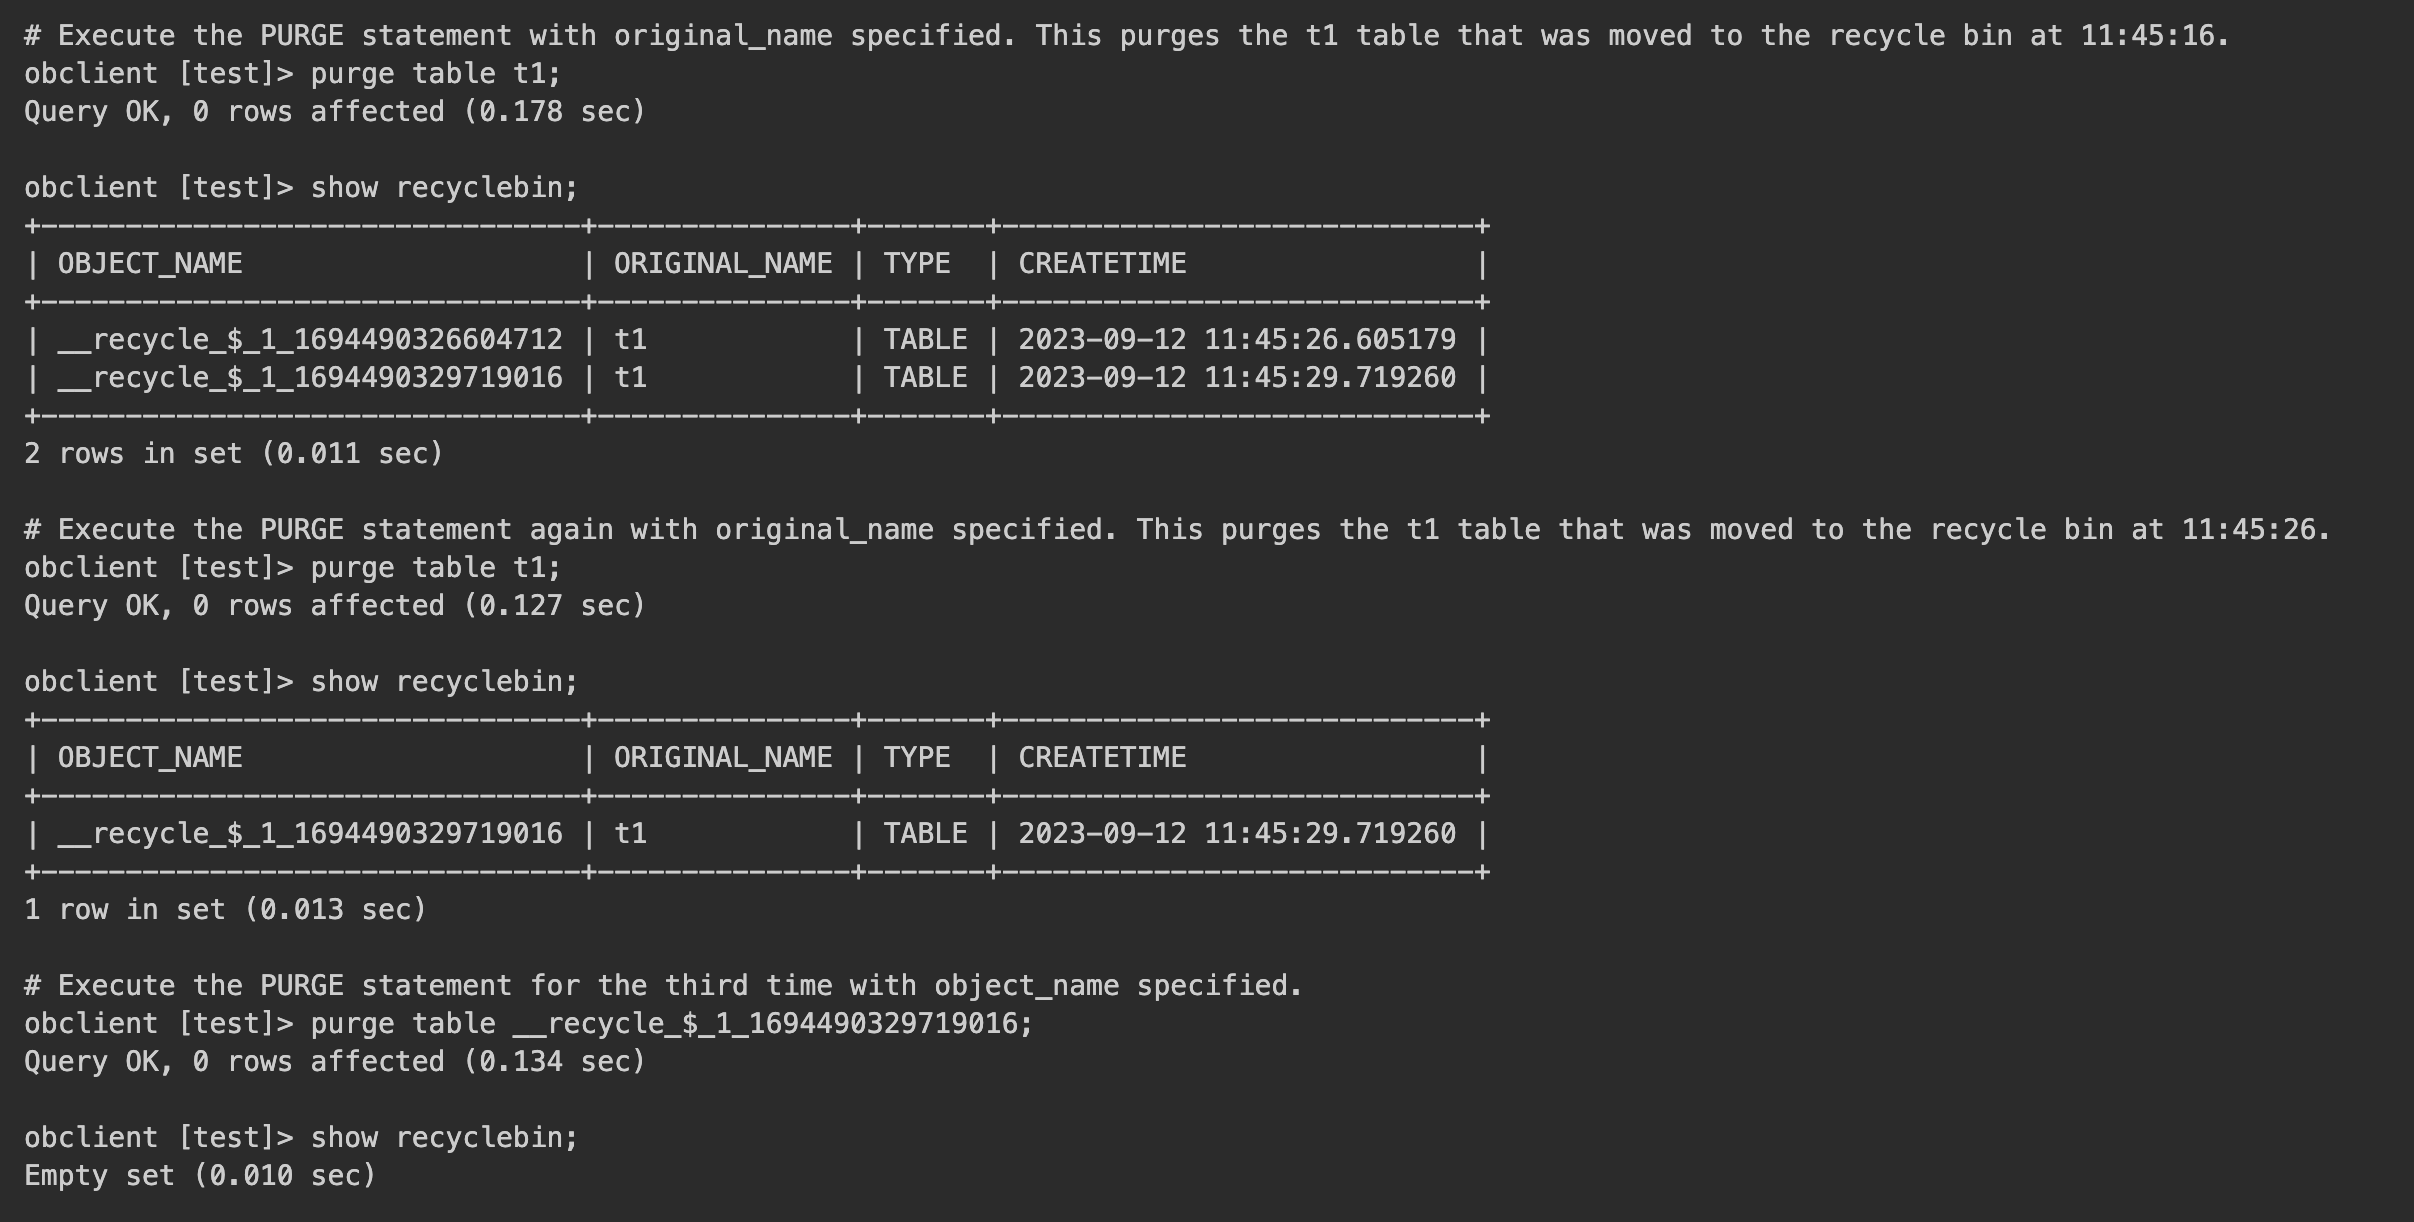 # Execute the PURGE statement with original_name specified. This purges the t1 table that was moved to the recycle bin at 11:45:16.
obclient [test]> purge table t1;
Query OK, 0 rows affected (0.178 sec)

obclient [test]> show recyclebin;
+--------------------------------+---------------+-------+----------------------------+
| OBJECT_NAME                    | ORIGINAL_NAME | TYPE  | CREATETIME                 |
+--------------------------------+---------------+-------+----------------------------+
| __recycle_$_1_1694490326604712 | t1            | TABLE | 2023-09-12 11:45:26.605179 |
| __recycle_$_1_1694490329719016 | t1            | TABLE | 2023-09-12 11:45:29.719260 |
+--------------------------------+---------------+-------+----------------------------+
2 rows in set (0.011 sec)

# Execute the PURGE statement again with original_name specified. This purges the t1 table that was moved to the recycle bin at 11:45:26.
obclient [test]> purge table t1;
Query OK, 0 rows affected (0.127 sec)

obclient [test]> show recyclebin;
+--------------------------------+---------------+-------+----------------------------+
| OBJECT_NAME                    | ORIGINAL_NAME | TYPE  | CREATETIME                 |
+--------------------------------+---------------+-------+----------------------------+
| __recycle_$_1_1694490329719016 | t1            | TABLE | 2023-09-12 11:45:29.719260 |
+--------------------------------+---------------+-------+----------------------------+
1 row in set (0.013 sec)

# Execute the PURGE statement for the third time with object_name specified.
obclient [test]> purge table __recycle_$_1_1694490329719016;
Query OK, 0 rows affected (0.134 sec)

obclient [test]> show recyclebin;
Empty set (0.010 sec)